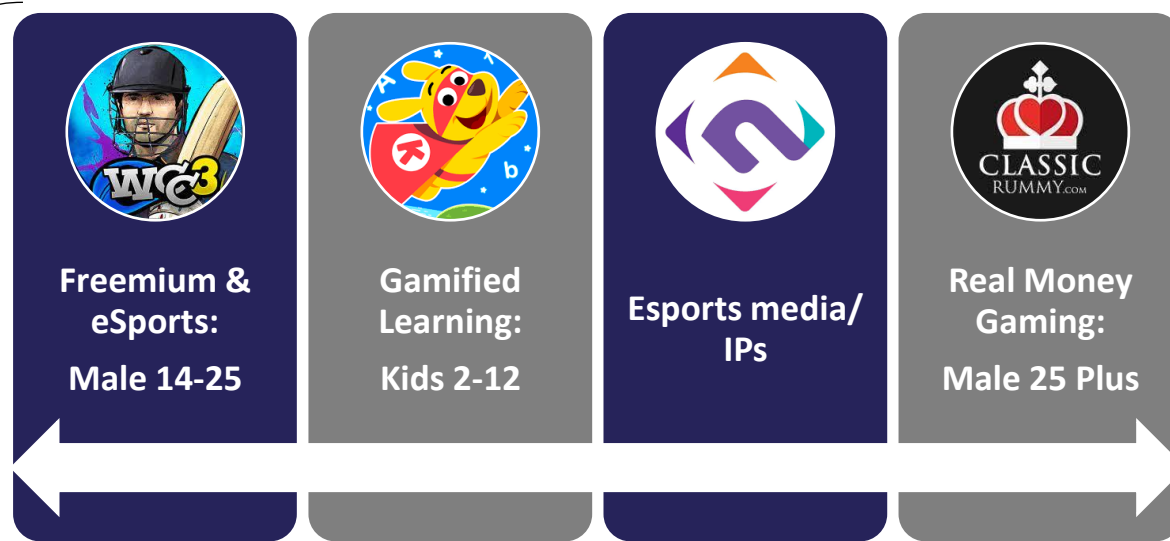 WCC3
Freemium &
eSports:
Male 14-25
A
K
b
Gamified
Learning:
Kids 2-12
Esports media/
IPs
CLASSIC
RUMMY.COM
Real Money
Gaming:
Male 25 Plus